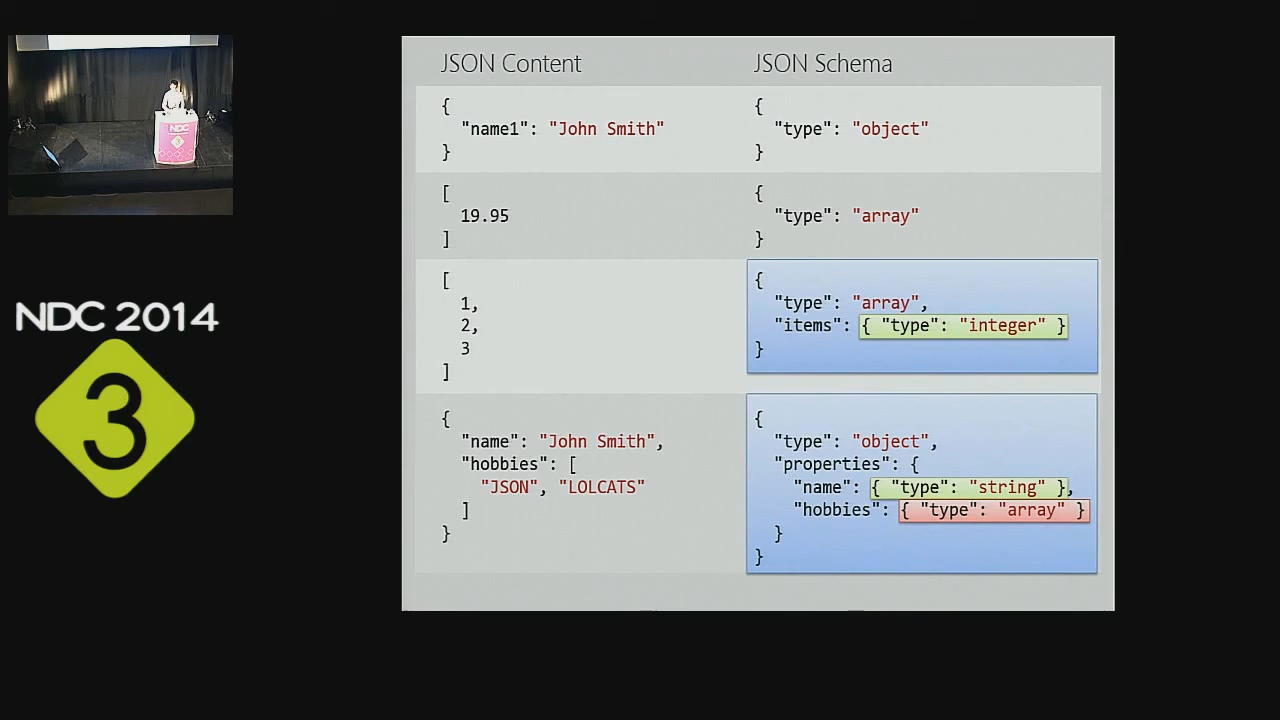 JSON Content
JSON Schema
{
"name1": "John Smith"
}
{
"type": "object"
}
[
19.95
]
{
"type": "array"
}
[
1,
2,
3
]
{
"type": "array",
"items": { "type": "integer" }
}
{
"name": "John Smith",
"hobbies": [
"JSON", "LOLCATS"
]
}
{
"type": "object",
"properties": {
"name": { "type": "string" },
"hobbies": { "type": "array" }
}
}
NDC
NDC 2014
3